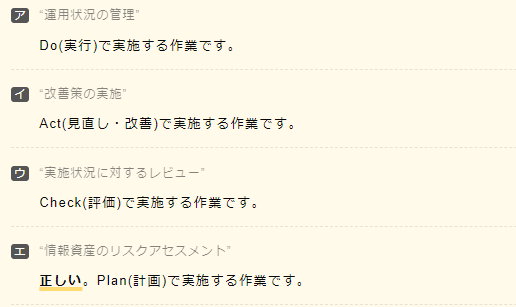 ア “運用状況の管理”
Do(実行)で実施する作業です。
イ “改善策の実施”
Act(見直し・改善)で実施する作業です。
ウ “実施状況に対するレビュー”
Check(評価)で実施する作業です。
エ “情報資産のリスクアセスメント”
正しい。Plan(計画)で実施する作業です。